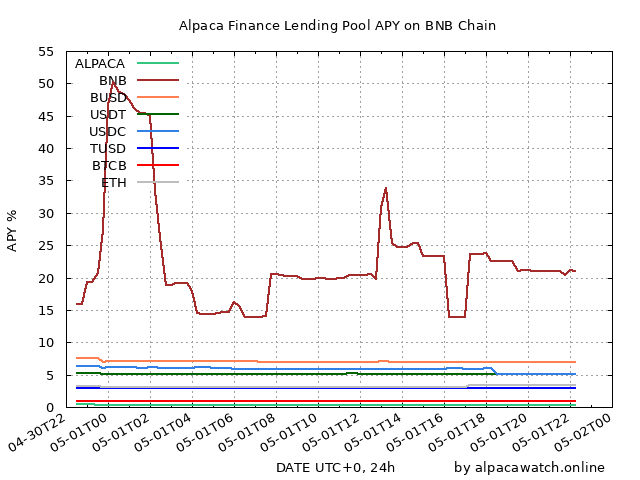 Alpaca Finance Lending Pool APY on BNB Chain
APY %
55
50
45
40
35
30
25
20
15
10
5
0
ALPACA
BNB
BUSD
USDT
USDC
TUSD
BTCB
ETH
04-30T22
05-01T00
05-01T02
05-01T04
05-01T06
05-01T08
05-01T10
05-01T12
05-01T14
05-01T16
05-01T18
05-01T20
05-01T22
05-02T00
DATE UTC+0, 24h
by alpacawatch.online